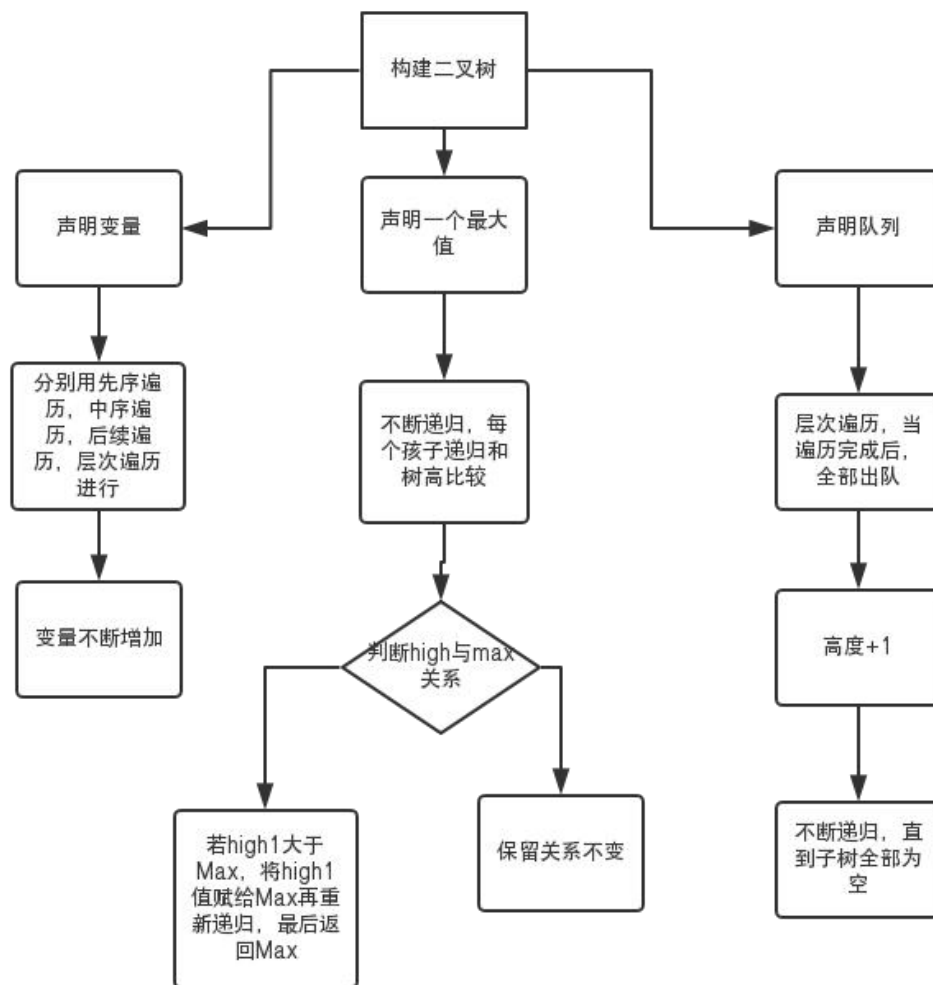 构建二叉树
声明变量
声明一个最大
值
声明队列
分别用先序遍
历，中序遍
历，后续遍
历，层次遍历
进行
不断递归，每
个孩子递归和
树高比较
层次遍历，当
遍历完成后，
全部出队
变量不断增加
判断high与max
关系
高度+1
若high1大于
Max，将high1
值赋给Max再重
新递归，最后返
回Max
保留关系不变
不断递归，直
到子树全部为
空